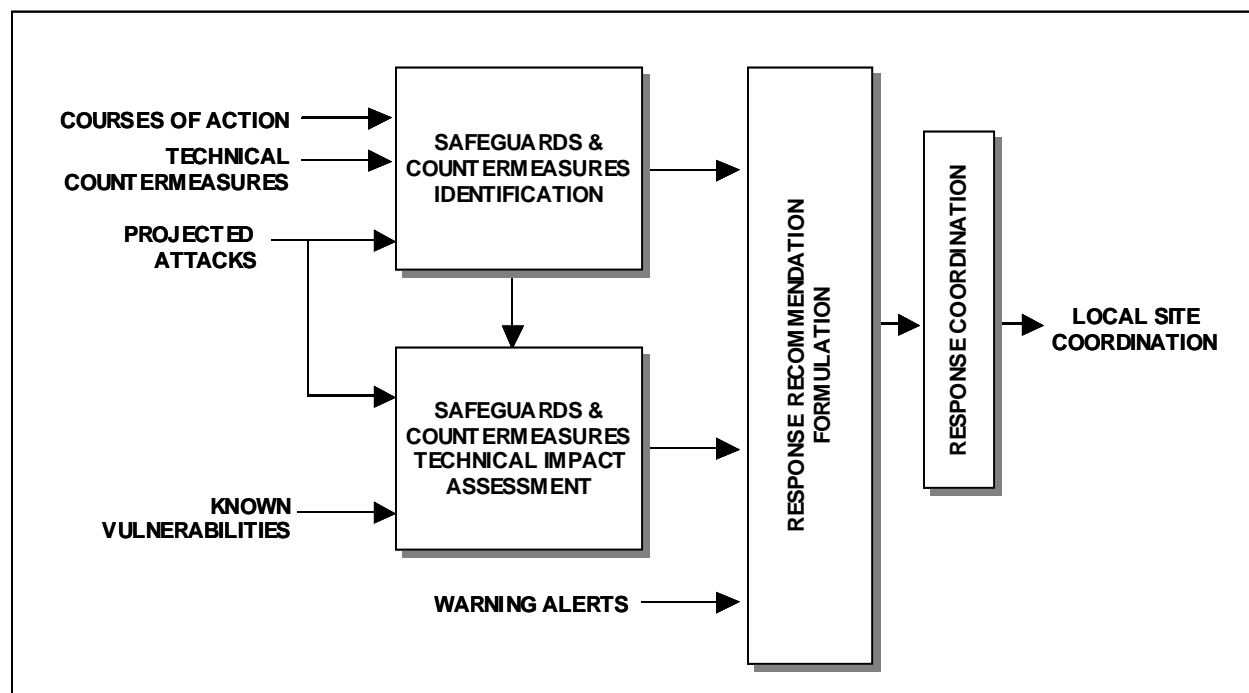 COURSES OF ACTION
TECHNICAL
COUNTERMEASURES
PROJECTED
ATTACKS
KNOWN
VULNERABILITIES
SAFEGUARDS &
COUNTERMEASURES
IDENTIFICATION
SAFEGUARDS &
COUNTERMEASURES
TECHNICAL IMPACT
ASSESSMENT
WARNING ALERTS
RESPONSE RECOMMENDATION
FORMULATION
RESPONSE COORDINATION
LOCAL SITE
COORDINATION